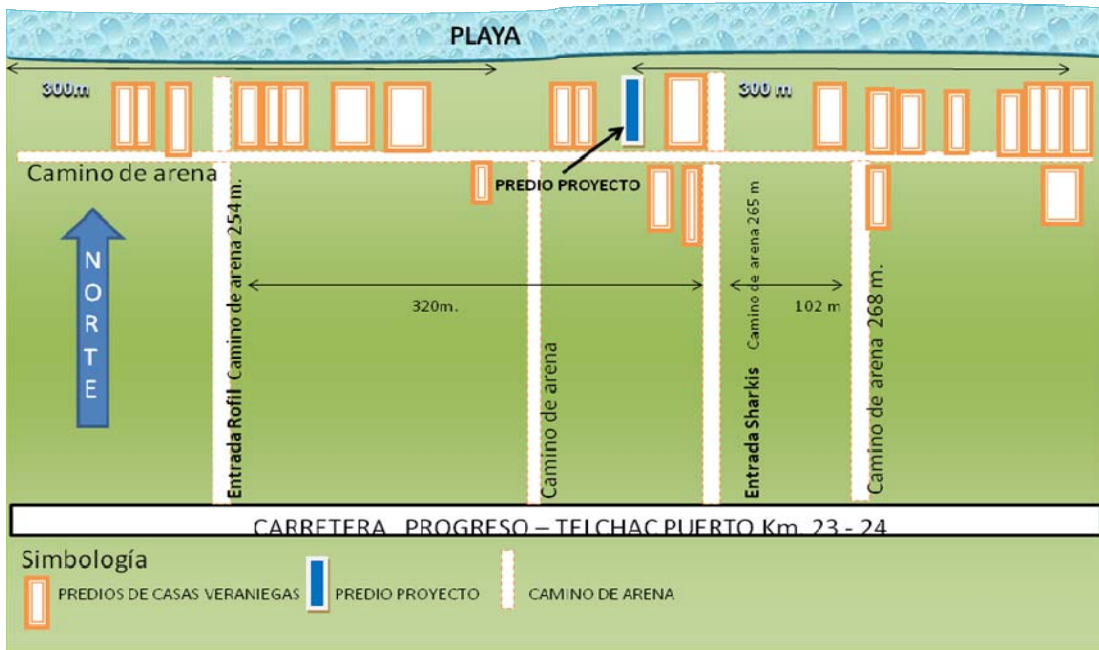 PLAYA
300m
300 m
Camino de arena
PREDIO PROYECTO
NORTE
Entrada Rofil Camino de arena 254 m.
320m.
Camino de arena
Entrada Sharkis Camino de arena 265 m
102 m
Camino de arena 268 m.
CARRETERA PROGRESO – TELCHAC PUERTO Km. 23 - 24
Simbología
PREDIOS DE CASAS VERANIEGAS
PREDIO PROYECTO
CAMINO DE ARENA